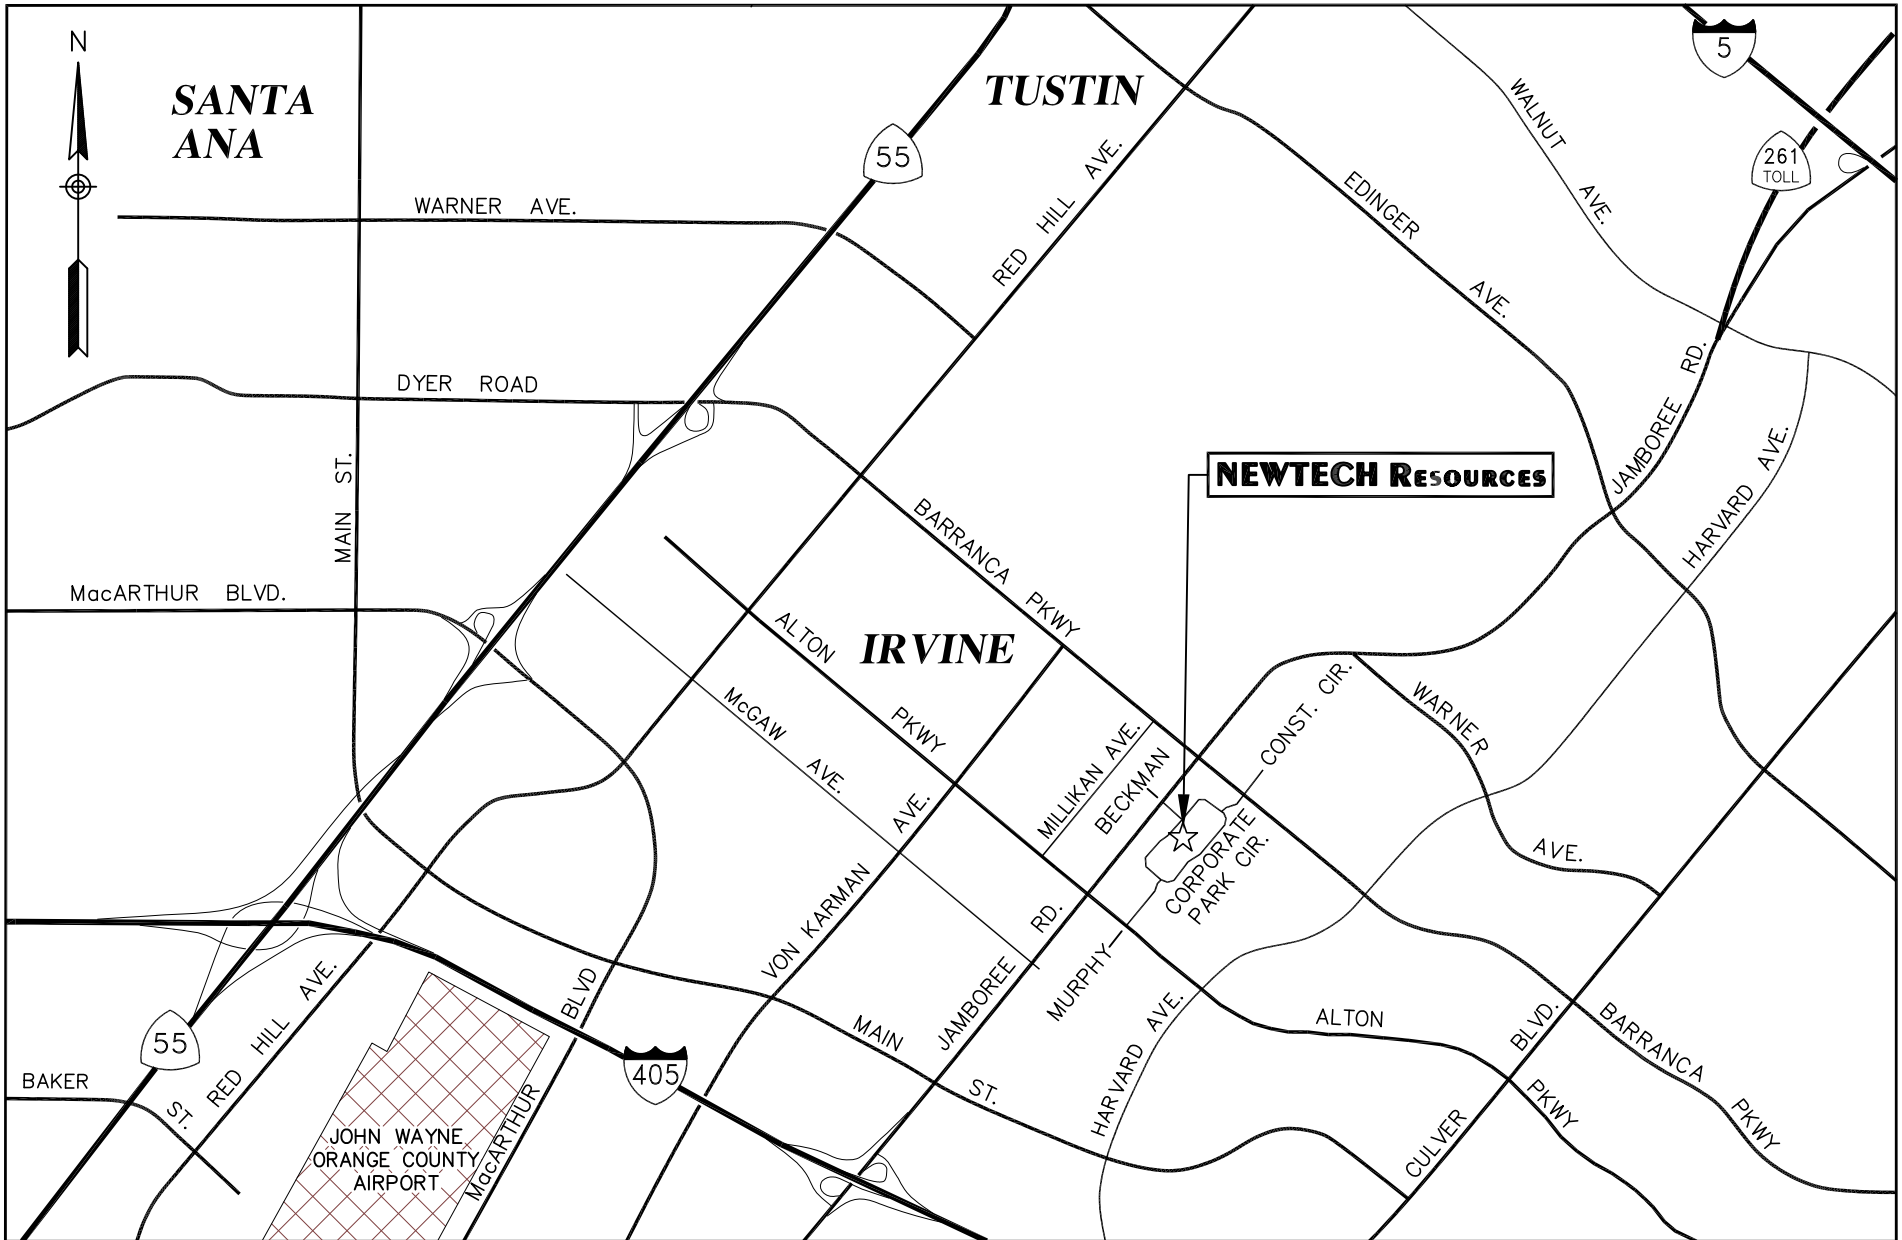 N
SANTA
ANA
TUSTIN
5
WALNUT AVE.
55
261
TOLL
WARNER AVE.
RED HILL AVE.
EDINGER AVE.
DYER ROAD
JAMBOREE RD.
HARVARD AVE.
MAIN ST.
NEWTECH RESOURCES
BARRANCA PKWY
MacARTHUR BLVD.
ALTON PKWY
IRVINE
McGAW AVE.
CONST. CIR.
WARNER AVE.
MILLIKAN AVE.
BECKMAN
CORPORATE
PARK CIR.
VON KARMAN AVE.
JAMBOREE RD.
MURPHY
HARVARD AVE.
ALTON PKWY
BARRANCA PKWY
CULVER BLVD.
MAIN ST.
55
RED HILL AVE.
MacARTHUR BLVD
405
BAKER ST.
JOHN WAYNE
ORANGE COUNTY
AIRPORT